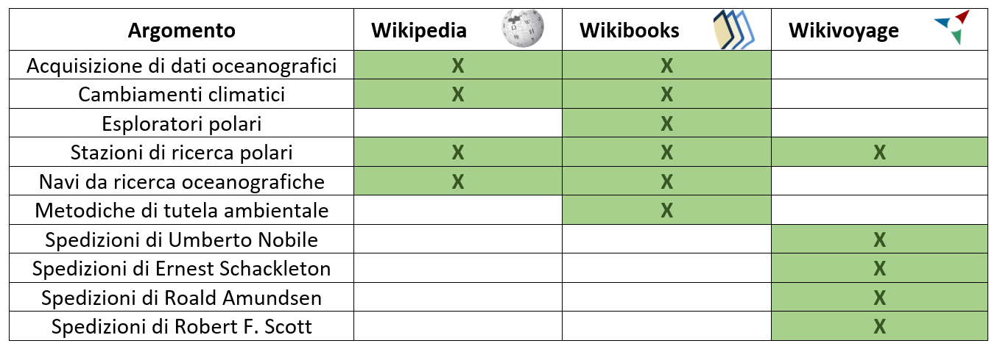 Argomento Wikipedia Wikibooks Wikivoyage
Acquisizione di dati oceanografici X X
Cambiamenti climatici X X
Esploratori polari X
Stazioni di ricerca polari X X X
Navi da ricerca oceanografiche X X
Metodiche di tutela ambientale X
Spedizioni di Umberto Nobile X
Spedizioni di Ernest Schackleton X
Spedizioni di Roald Amundsen X
Spedizioni di Robert F. Scott X